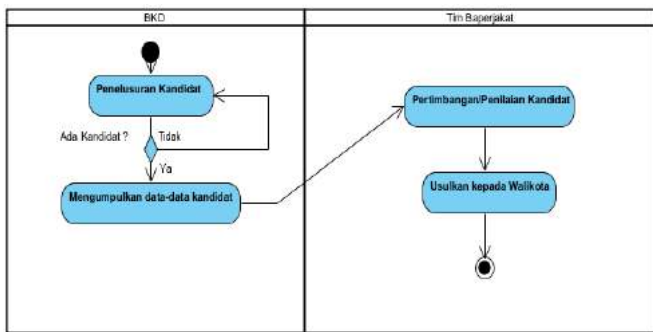 BKD
Tim Baperjakat
Penelusuran Kandidat
Ada Kandidat ?
Tidak
Ya
Mengumpulkan data-data kandidat
Pertimbangan/Penilaian Kandidat
Usulkan kepada Walikota